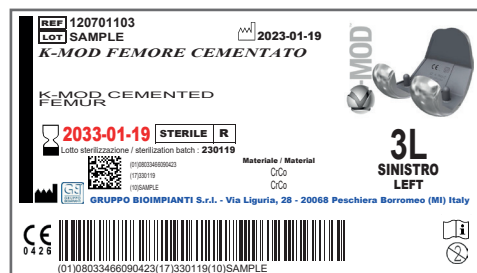 REF 120701103
LOT SAMPLE
2023-01-19
K-MOD FEMORE CEMENTATO
K-MOD CEMENTED
FEMUR
2033-01-19 STERILE R
Lotto sterilizzazione / sterilization batch : 230119
(01)08033466090423
(17)330119
(10)SAMPLE
Materiale / Material
CrCo
CrCo
K-MOD
3L
SINISTRO
LEFT
GRUPPO BIOIMPIANTI S.r.l. - Via Liguria, 28 - 20068 Peschiera Borromeo (MI) Italy
CE
0426
(01)08033466090423(17)330119(10)SAMPLE
i
2